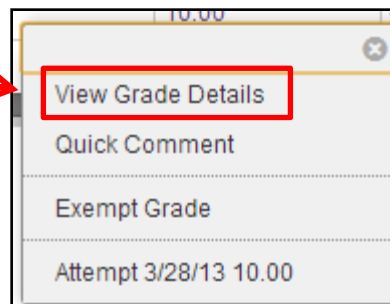 10.00
View Grade Details
Quick Comment
Exempt Grade
Attempt 3/28/13 10.00